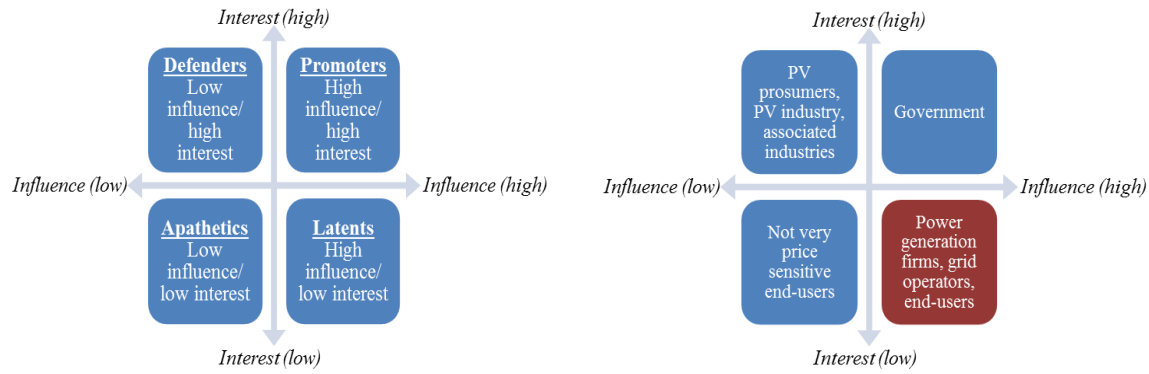 Interest (high)
Defenders
Low
influence/
high
interest
Promoters
High
influence/
high
interest
Influence (low)
Influence (high)
Apathetics
Low
influence/
low interest
Latents
High
influence/
low interest
Interest (low)
Interest (high)
PV
prosumers,
PV industry,
associated
industries
Government
Influence (low)
Influence (high)
Not very
price
sensitive
end-users
Power
generation
firms, grid
operators,
end-users
Interest (low)